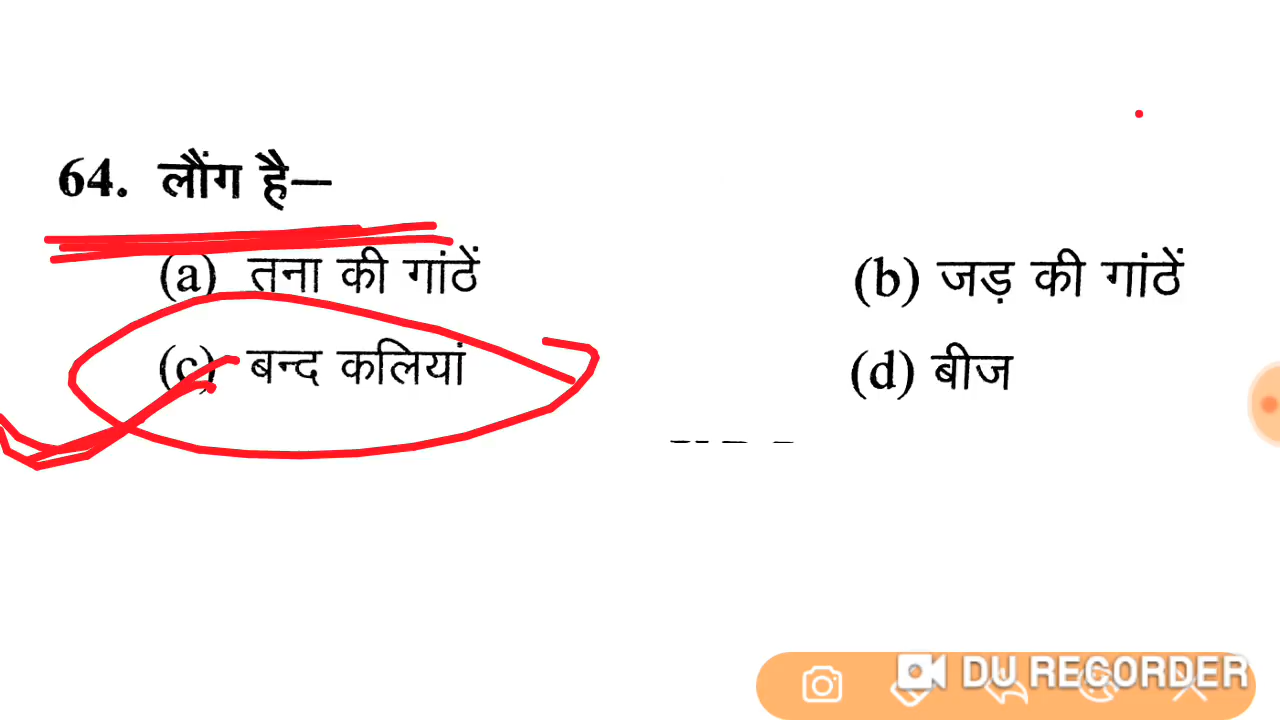 64. लौंग है—
(a) तना की गांठें (b) जड़ की गांठें
(c) बन्द कलियां (d) बीज
DU RECORDER